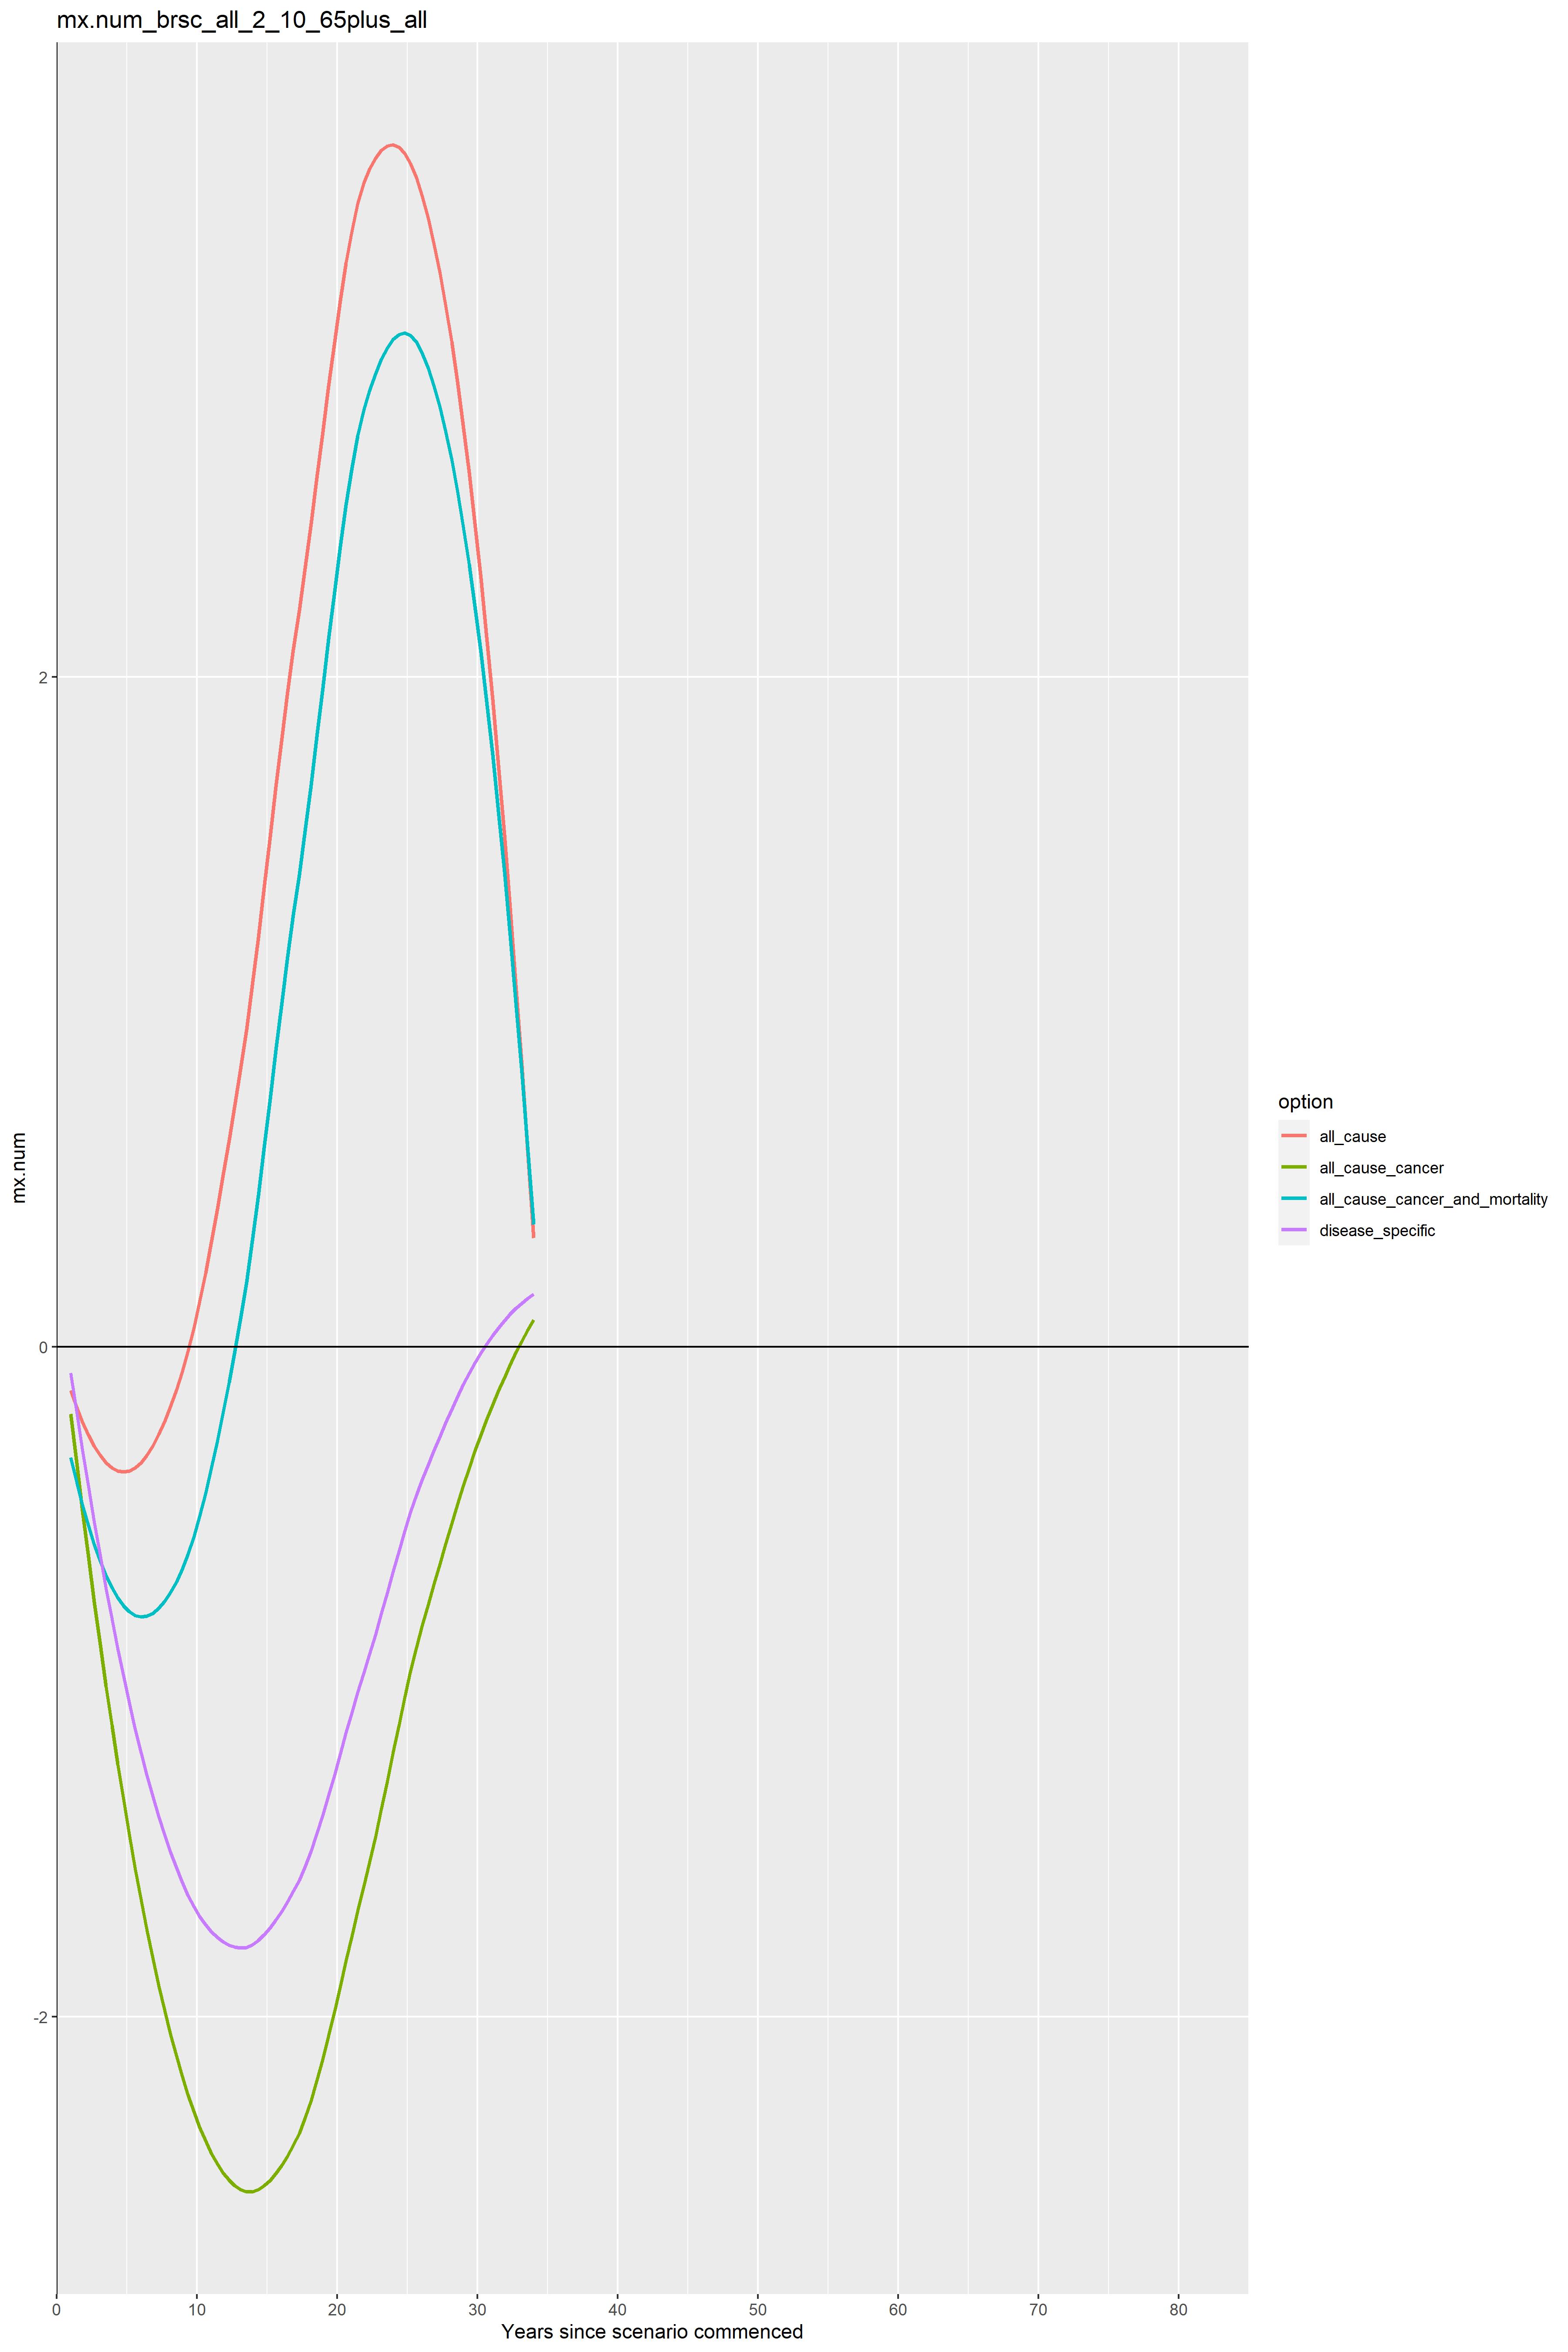 mx.num_brsc_all_2_10_65plus_all
mx.num
2
0
-2
0 10 20 30 40 50 60 70 80
Years since scenario commenced
option
all_cause
all_cause_cancer
all_cause_cancer_and_mortality
disease_specific